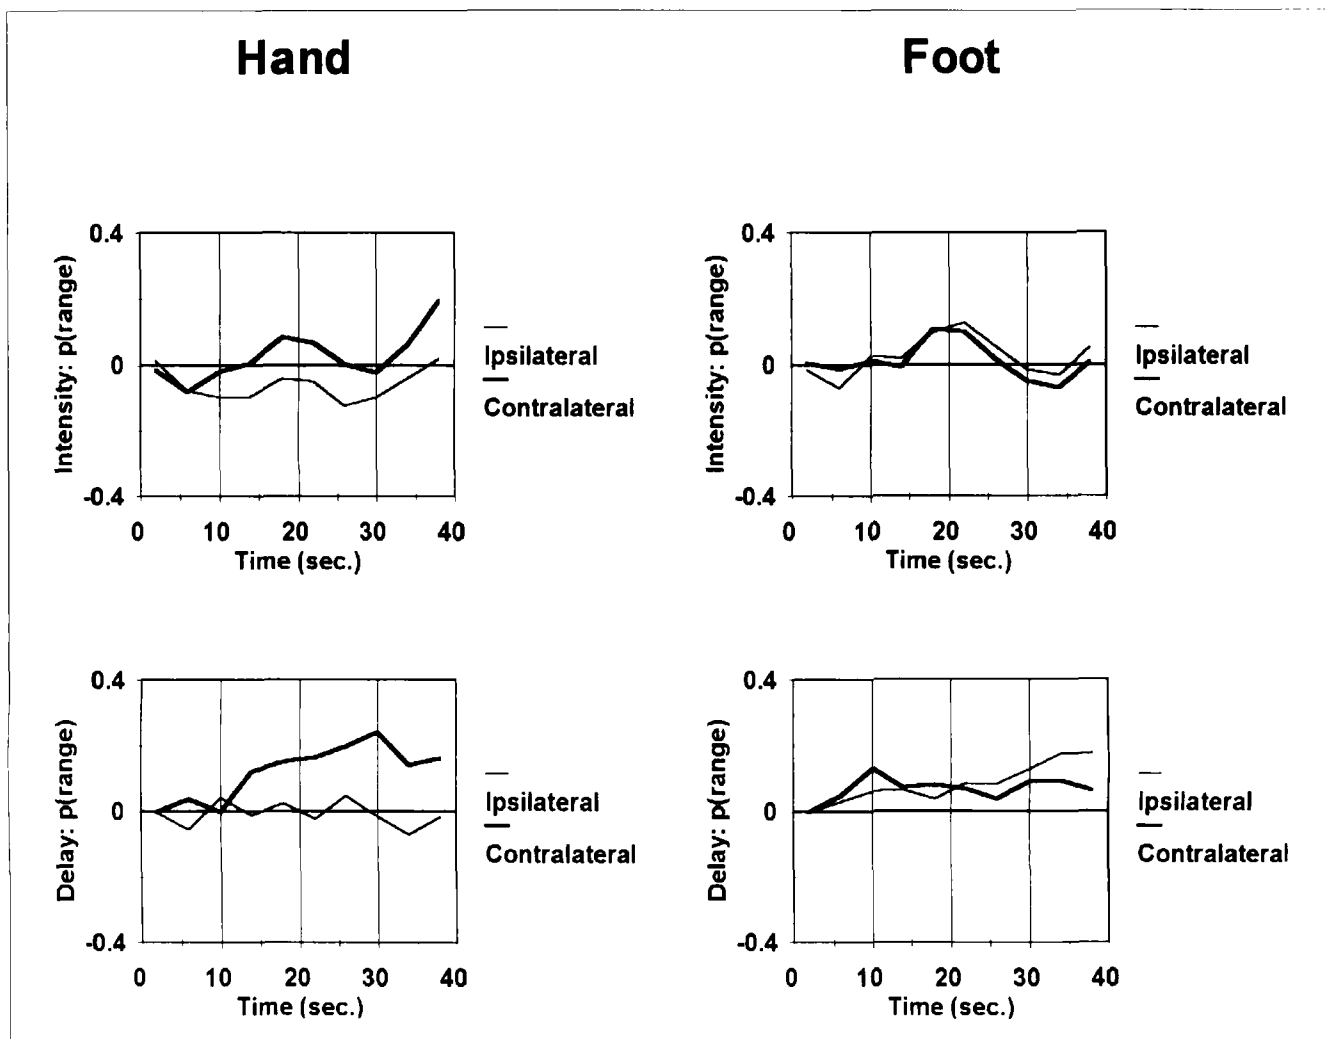 Hand
Foot
0.4
0
-0.4
Intensity: p(range)
0 10 20 30 40
Time (sec.)
Ipsilateral
Contralateral
0.4
0
-0.4
Intensity: p(range)
0 10 20 30 40
Time (sec.)
Ipsilateral
Contralateral
0.4
0
-0.4
Delay: p(range)
0 10 20 30 40
Time (sec.)
Ipsilateral
Contralateral
0.4
0
-0.4
Delay: p(range)
0 10 20 30 40
Time (sec.)
Ipsilateral
Contralateral